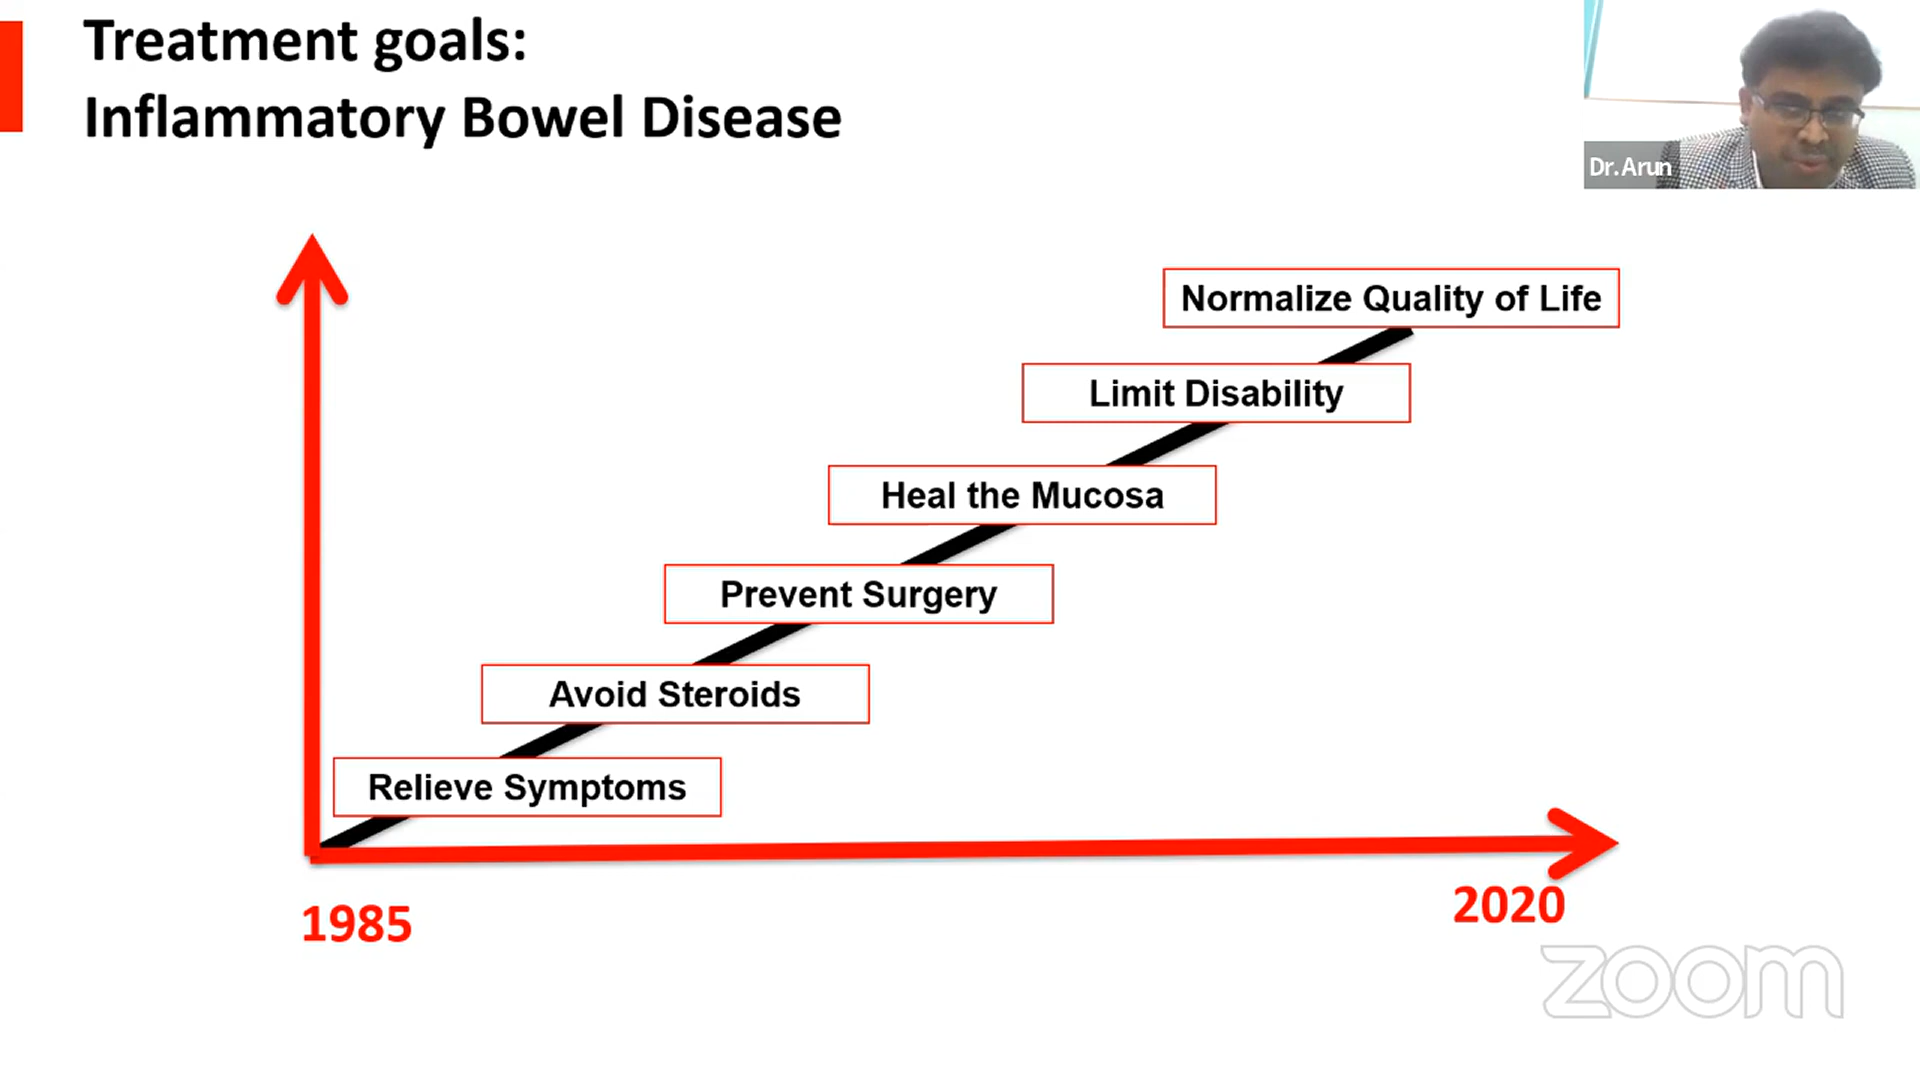 Treatment goals:
Inflammatory Bowel Disease
Dr. Arun
Normalize Quality of Life
Limit Disability
Heal the Mucosa
Prevent Surgery
Avoid Steroids
Relieve Symptoms
1985
2020
zoom